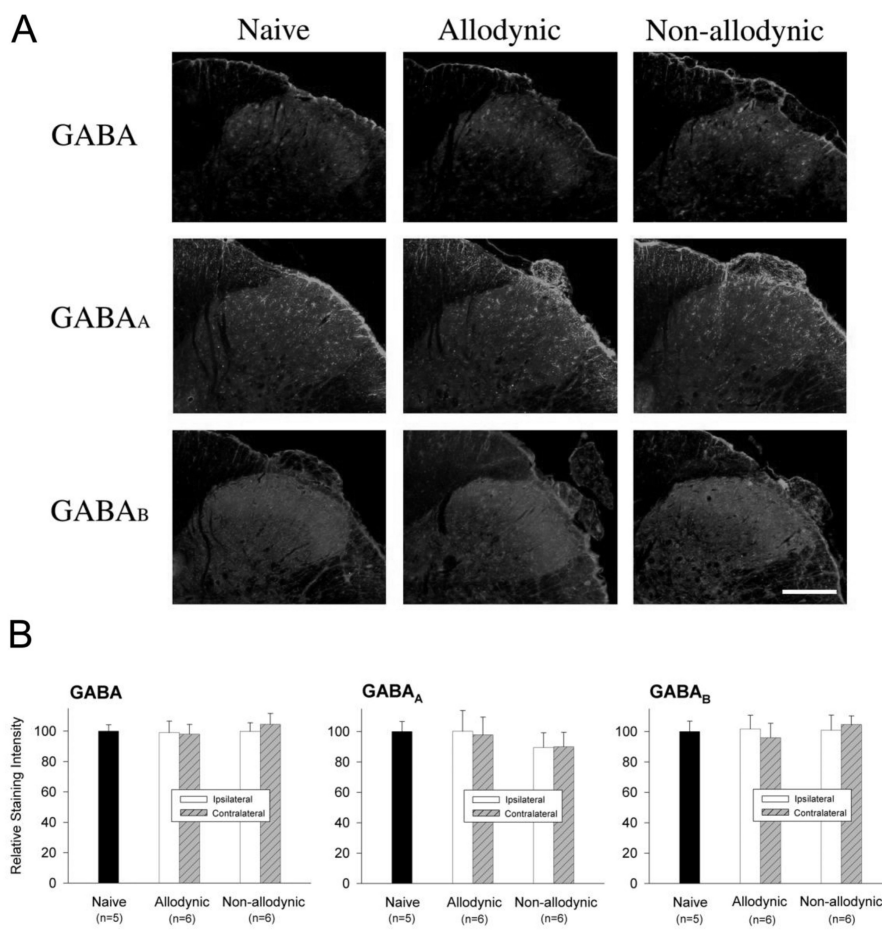 A
Naive Allodynic Non-allodynic
GABA
GABAA
GABAB
B
GABA
Relative Staining Intensity
100
80
60
40
20
0
Ipsilateral
Contralateral
Naive Allodynic Non-allodynic
(n=5) (n=6) (n=6)
GABAA
100
80
60
40
20
0
Ipsilateral
Contralateral
Naive Allodynic Non-allodynic
(n=5) (n=6) (n=6)
GABAB
100
80
60
40
20
0
Ipsilateral
Contralateral
Naive Allodynic Non-allodynic
(n=5) (n=6) (n=6)